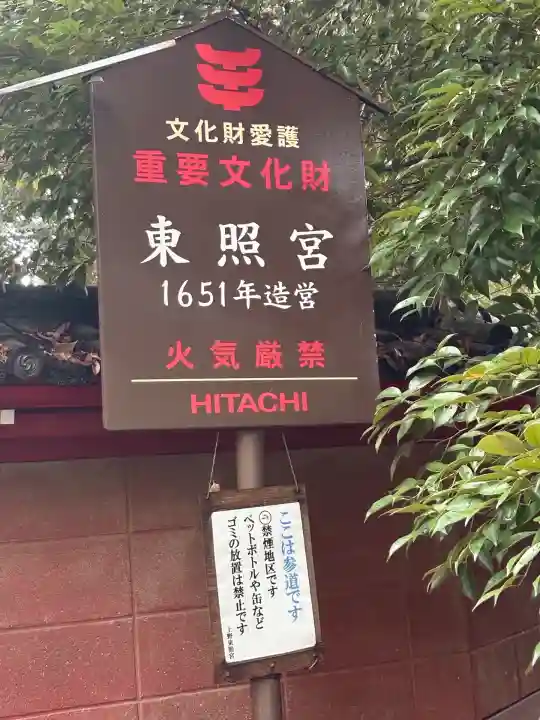 文化財愛護
重要文化財
東照宮
1651年造営
火気厳禁
HITACHI
ここは参道です
禁煙地区です
ペットボトルや缶など
ゴミの放置は禁止です
上野東照宮